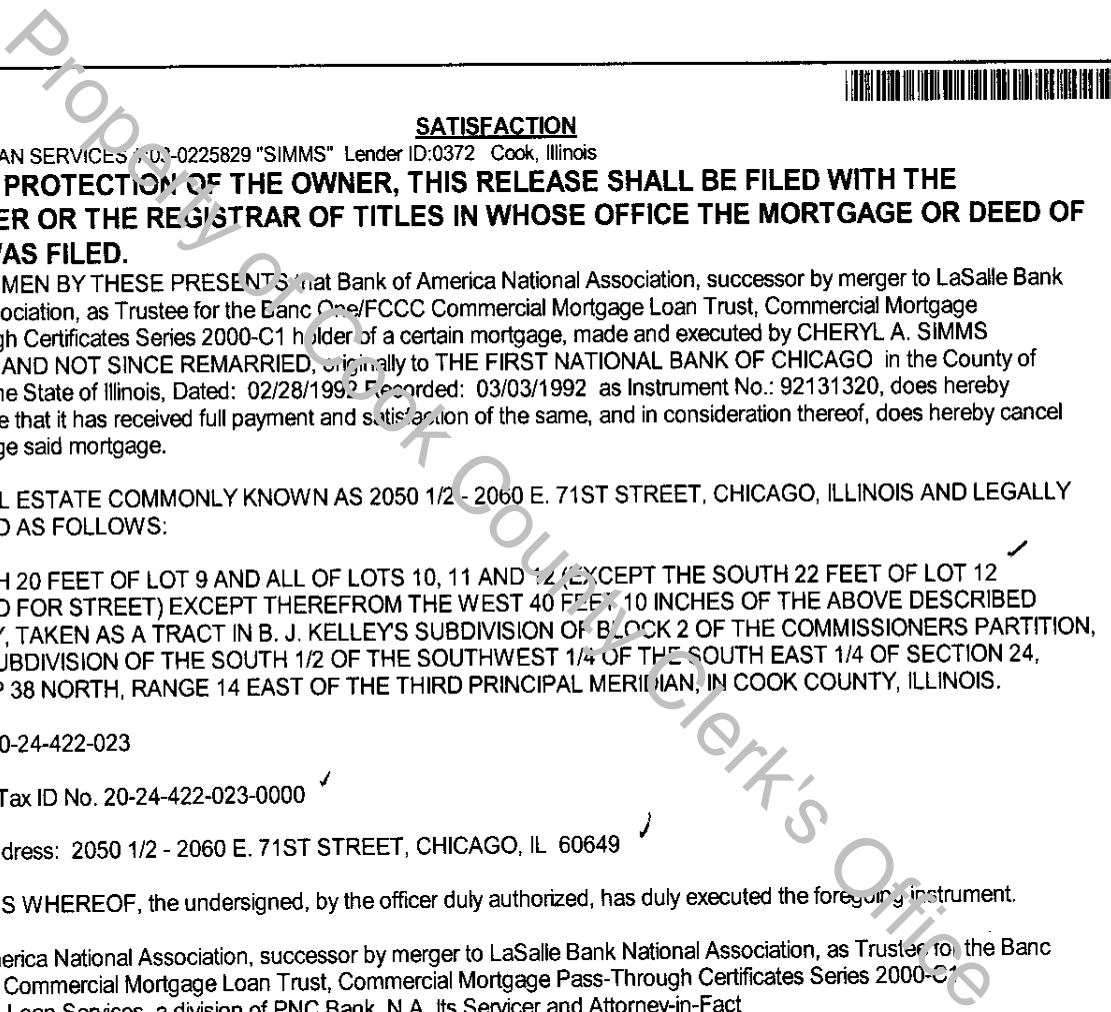 SATISFACTION
AN SERVICES #:03-0225829 "SIMMS" Lender ID:0372 Cook, Illinois
PROTECTION OF THE OWNER, THIS RELEASE SHALL BE FILED WITH THE
ER OR THE REGISTRAR OF TITLES IN WHOSE OFFICE THE MORTGAGE OR DEED OF
AS FILED.
MEN BY THESE PRESENTS that Bank of America National Association, successor by merger to LaSalle Bank
ociation, as Trustee for the Banc One/FCCC Commercial Mortgage Loan Trust, Commercial Mortgage
gh Certificates Series 2000-C1 holder of a certain mortgage, made and executed by CHERYL A. SIMMS
AND NOT SINCE REMARRIED, originally to THE FIRST NATIONAL BANK OF CHICAGO in the County of
he State of Illinois, Dated: 02/28/1992 Recorded: 03/03/1992 as Instrument No.: 92131320, does hereby
e that it has received full payment and satisfaction of the same, and in consideration thereof, does hereby cancel
ge said mortgage.
L ESTATE COMMONLY KNOWN AS 2050 1/2 - 2060 E. 71ST STREET, CHICAGO, ILLINOIS AND LEGALLY
D AS FOLLOWS:
H 20 FEET OF LOT 9 AND ALL OF LOTS 10, 11 AND 12 (EXCEPT THE SOUTH 22 FEET OF LOT 12
D FOR STREET) EXCEPT THEREFROM THE WEST 40 FEET 10 INCHES OF THE ABOVE DESCRIBED
Y, TAKEN AS A TRACT IN B. J. KELLEY'S SUBDIVISION OF BLOCK 2 OF THE COMMISSIONERS PARTITION,
UBDIVISION OF THE SOUTH 1/2 OF THE SOUTHWEST 1/4 OF THE SOUTH EAST 1/4 OF SECTION 24,
P 38 NORTH, RANGE 14 EAST OF THE THIRD PRINCIPAL MERIDIAN, IN COOK COUNTY, ILLINOIS.
0-24-422-023
Tax ID No. 20-24-422-023-0000
dress: 2050 1/2 - 2060 E. 71ST STREET, CHICAGO, IL 60649
S WHEREOF, the undersigned, by the officer duly authorized, has duly executed the foregoing instrument.
erica National Association, successor by merger to LaSalle Bank National Association, as Trustee for the Banc
Commercial Mortgage Loan Trust, Commercial Mortgage Pass-Through Certificates Series 2000-C1
Loan Services, a division of PNC Bank, N.A. Its Servicer and Attorney-in-Fact
Property of Cook County Clerk's Office